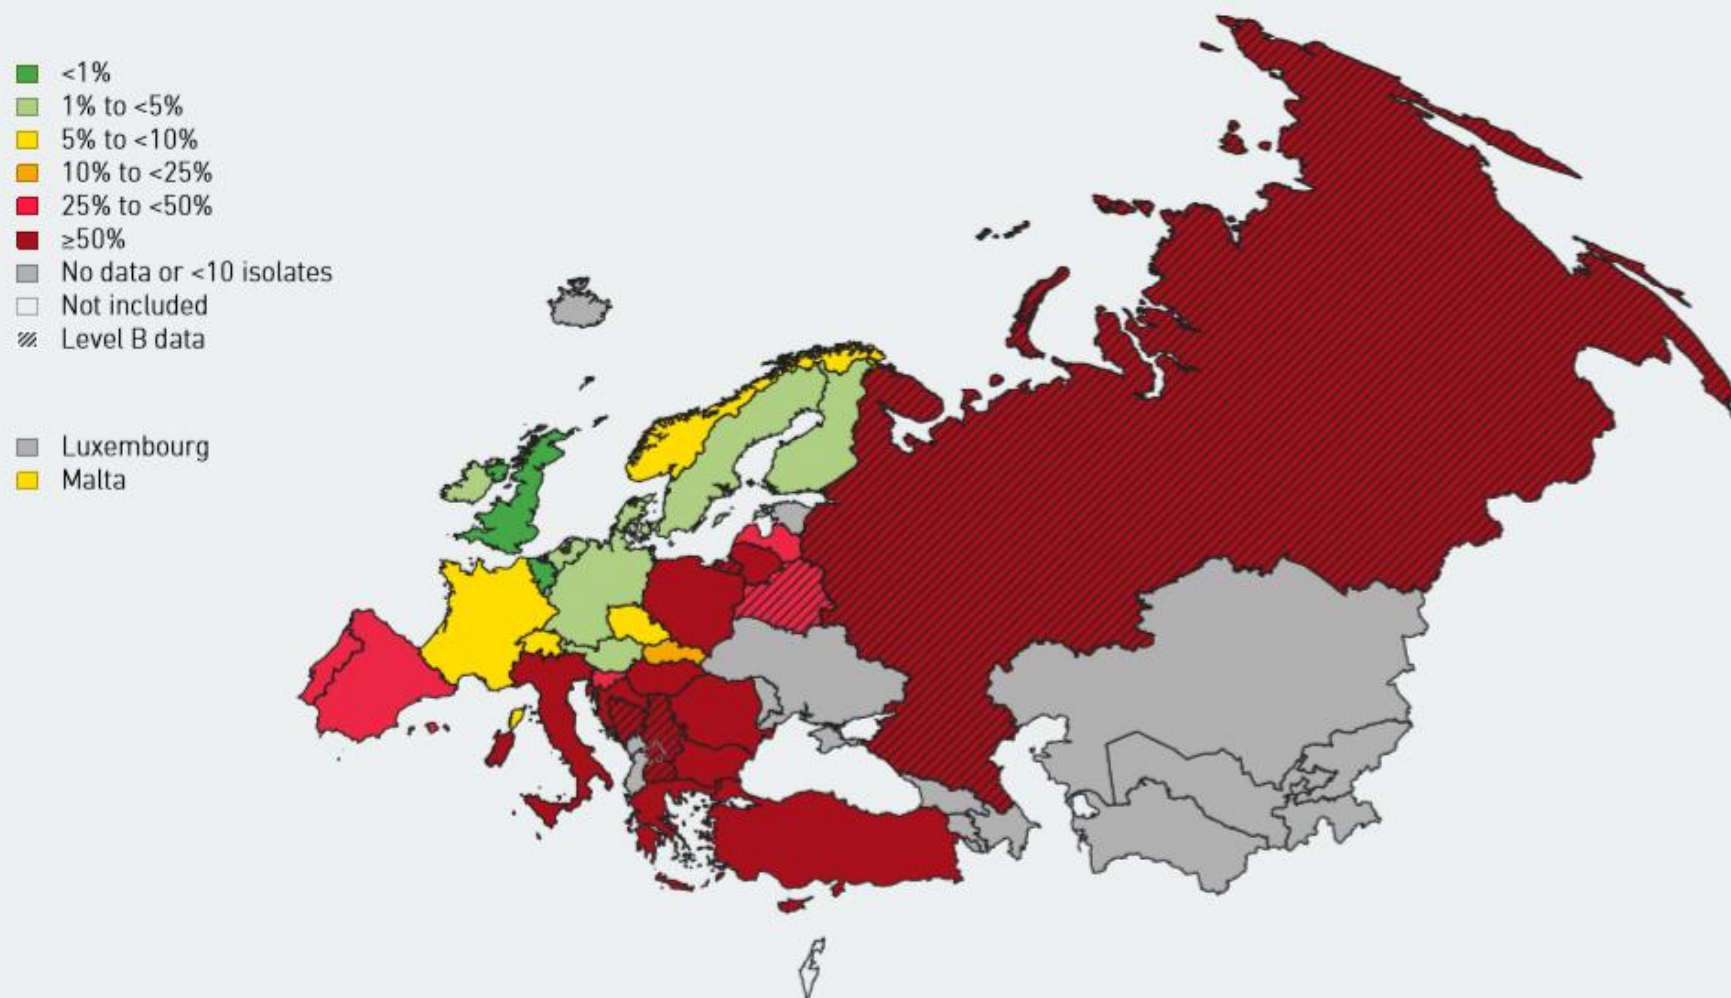 <1%
1% to <5%
5% to <10%
10% to <25%
25% to <50%
≥50%
No data or <10 isolates
Not included
Level B data
Luxembourg
Malta